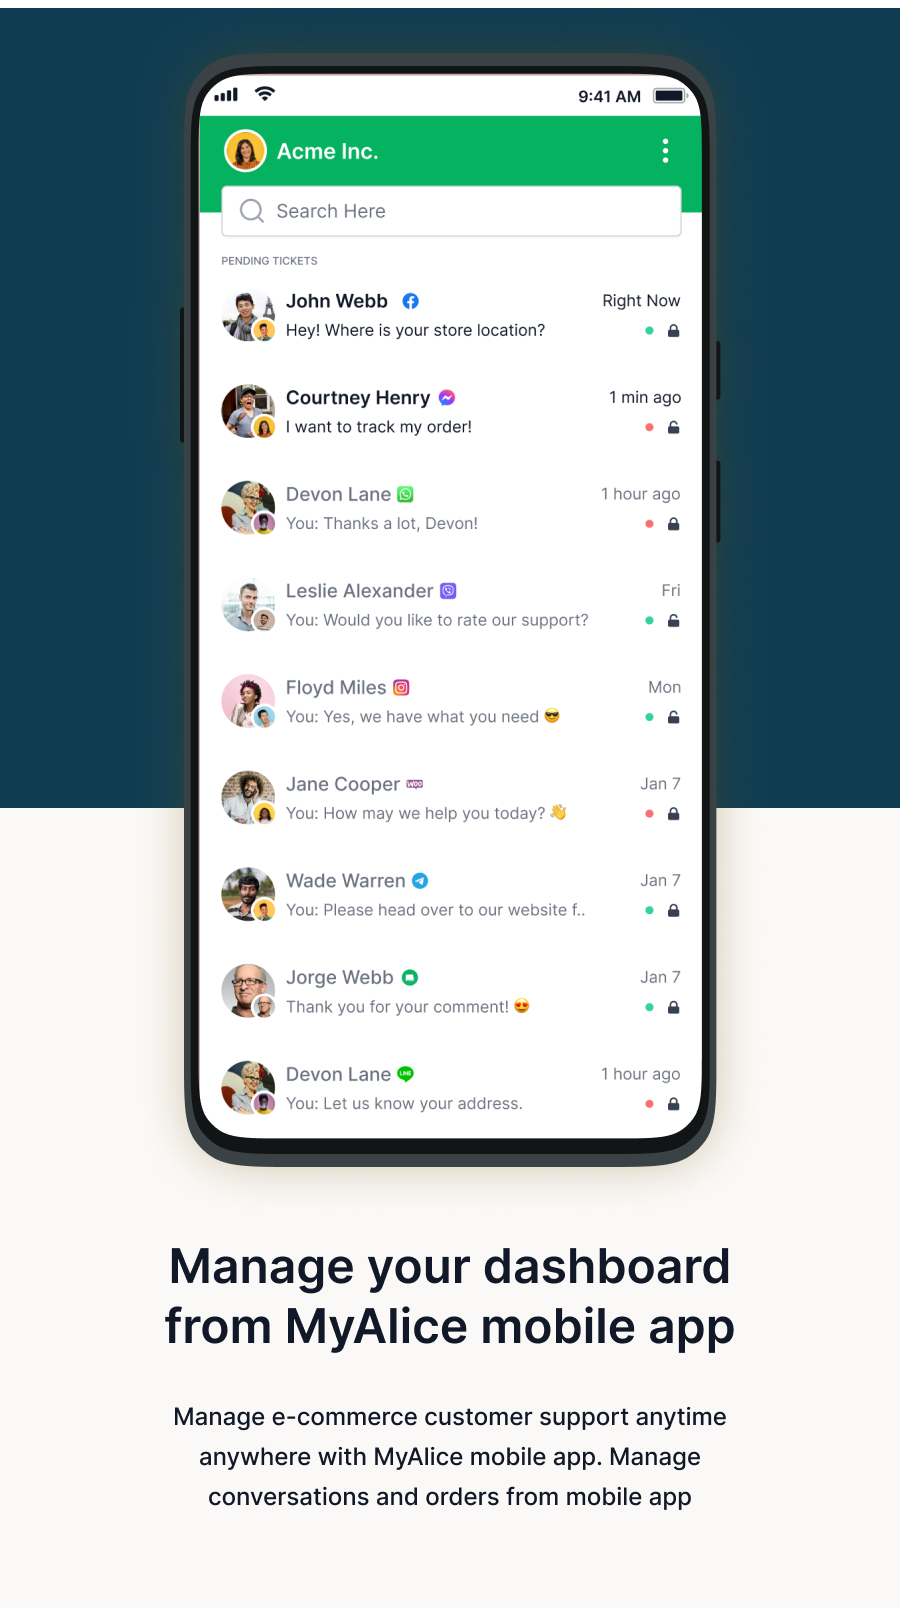 9:41 AM
Acme Inc.
Search Here
PENDING TICKETS
John Webb
Right Now
Hey! Where is your store location?
Courtney Henry
1 min ago
I want to track my order!
Devon Lane
1 hour ago
You: Thanks a lot, Devon!
Leslie Alexander
Fri
You: Would you like to rate our support?
Floyd Miles
Mon
You: Yes, we have what you need 😎
Jane Cooper WOO
Jan 7
You: How may we help you today? 👋
Wade Warren
Jan 7
You: Please head over to our website f..
Jorge Webb
Jan 7
Thank you for your comment! 😍
Devon Lane LINE
1 hour ago
You: Let us know your address.
Manage your dashboard
from MyAlice mobile app
Manage e-commerce customer support anytime
anywhere with MyAlice mobile app. Manage
conversations and orders from mobile app